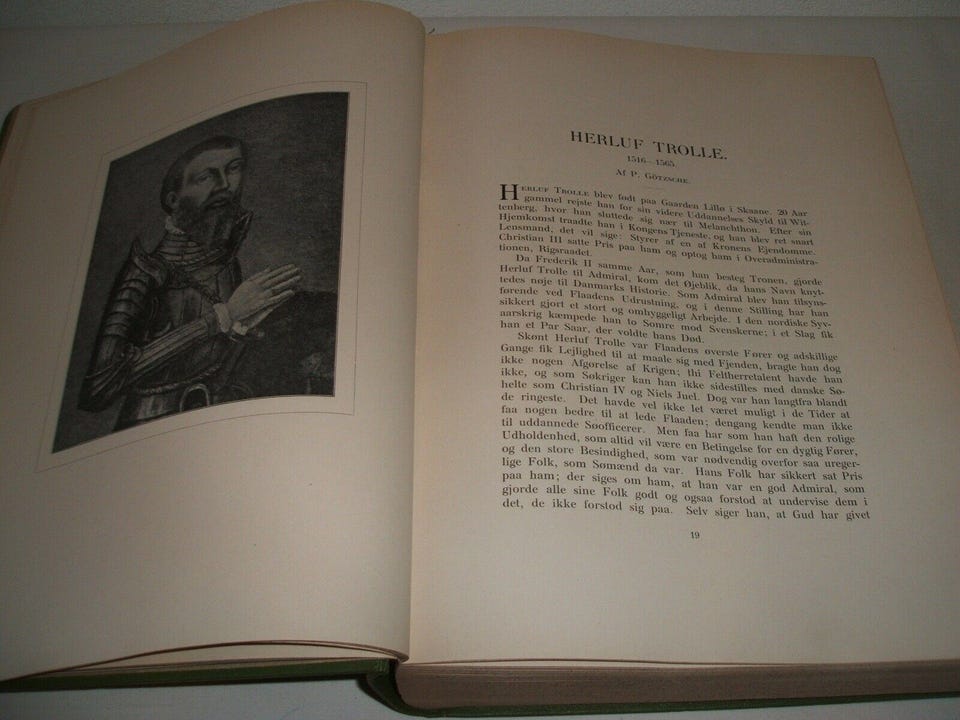 HERLUF TROLLE.
1516—1565.
Af P. GÖTZSCHE.
HERLUF TROLLE blev født paa Gaarden Lillø i Skaane. 20 Aar
gammel rejste han for sin videre Uddannelses Skyld til Wit-
tenberg, hvor han sluttede sig nær til Melanchthon. Efter sin
Hjemkomst traadte han i Kongens Tjeneste, og han blev ret snart
Lensmand, det vil sige: Styrer af en af Kronens Ejendomme.
Christian III satte Pris paa ham og optog ham i Overadministra-
tionen, Rigsraadet.
Da Frederik II samme Aar, som han besteg Tronen, gjorde
Herluf Trolle til Admiral, kom det Øjeblik, da hans Navn knyt-
tedes nøje til Danmarks Historie. Som Admiral blev han tilsyns-
førende ved Flaadens Udrustning, og i denne Stilling har han
sikkert gjort et stort og omhyggeligt Arbejde. I den nordiske Syv-
aarskrig kæmpede han to Somre mod Svenskerne; i et Slag fik
han et Par Saar, der voldte hans Død.
Skønt Herluf Trolle var Flaadens øverste Fører og adskillige
Gange fik Lejlighed til at maale sig med Fjenden, bragte han dog
ikke nogen Afgørelse af Krigen; thi Feltherretalent havde han
ikke, og som Søkriger kan han ikke sidestilles med danske Sø-
helte som Christian IV og Niels Juel. Dog var han langtfra blandt
de ringeste. Det havde vel ikke let været muligt i de Tider at
faa nogen bedre til at lede Flaaden; dengang kendte man ikke
til uddannede Søofficerer. Men faa har som han haft den rolige
Udholdenhed, som altid vil være en Betingelse for en dyglig Fører,
og den store Besindighed, som var nødvendig overfor saa ureger-
lige Folk, som Sømænd da var. Hans Folk har sikkert sat Pris
paa ham; der siges om ham, at han var en god Admiral, som
gjorde alle sine Folk godt og ogsaa forstod at undervise dem i
det, de ikke forstod sig paa. Selv siger han, at Gud har givet
19